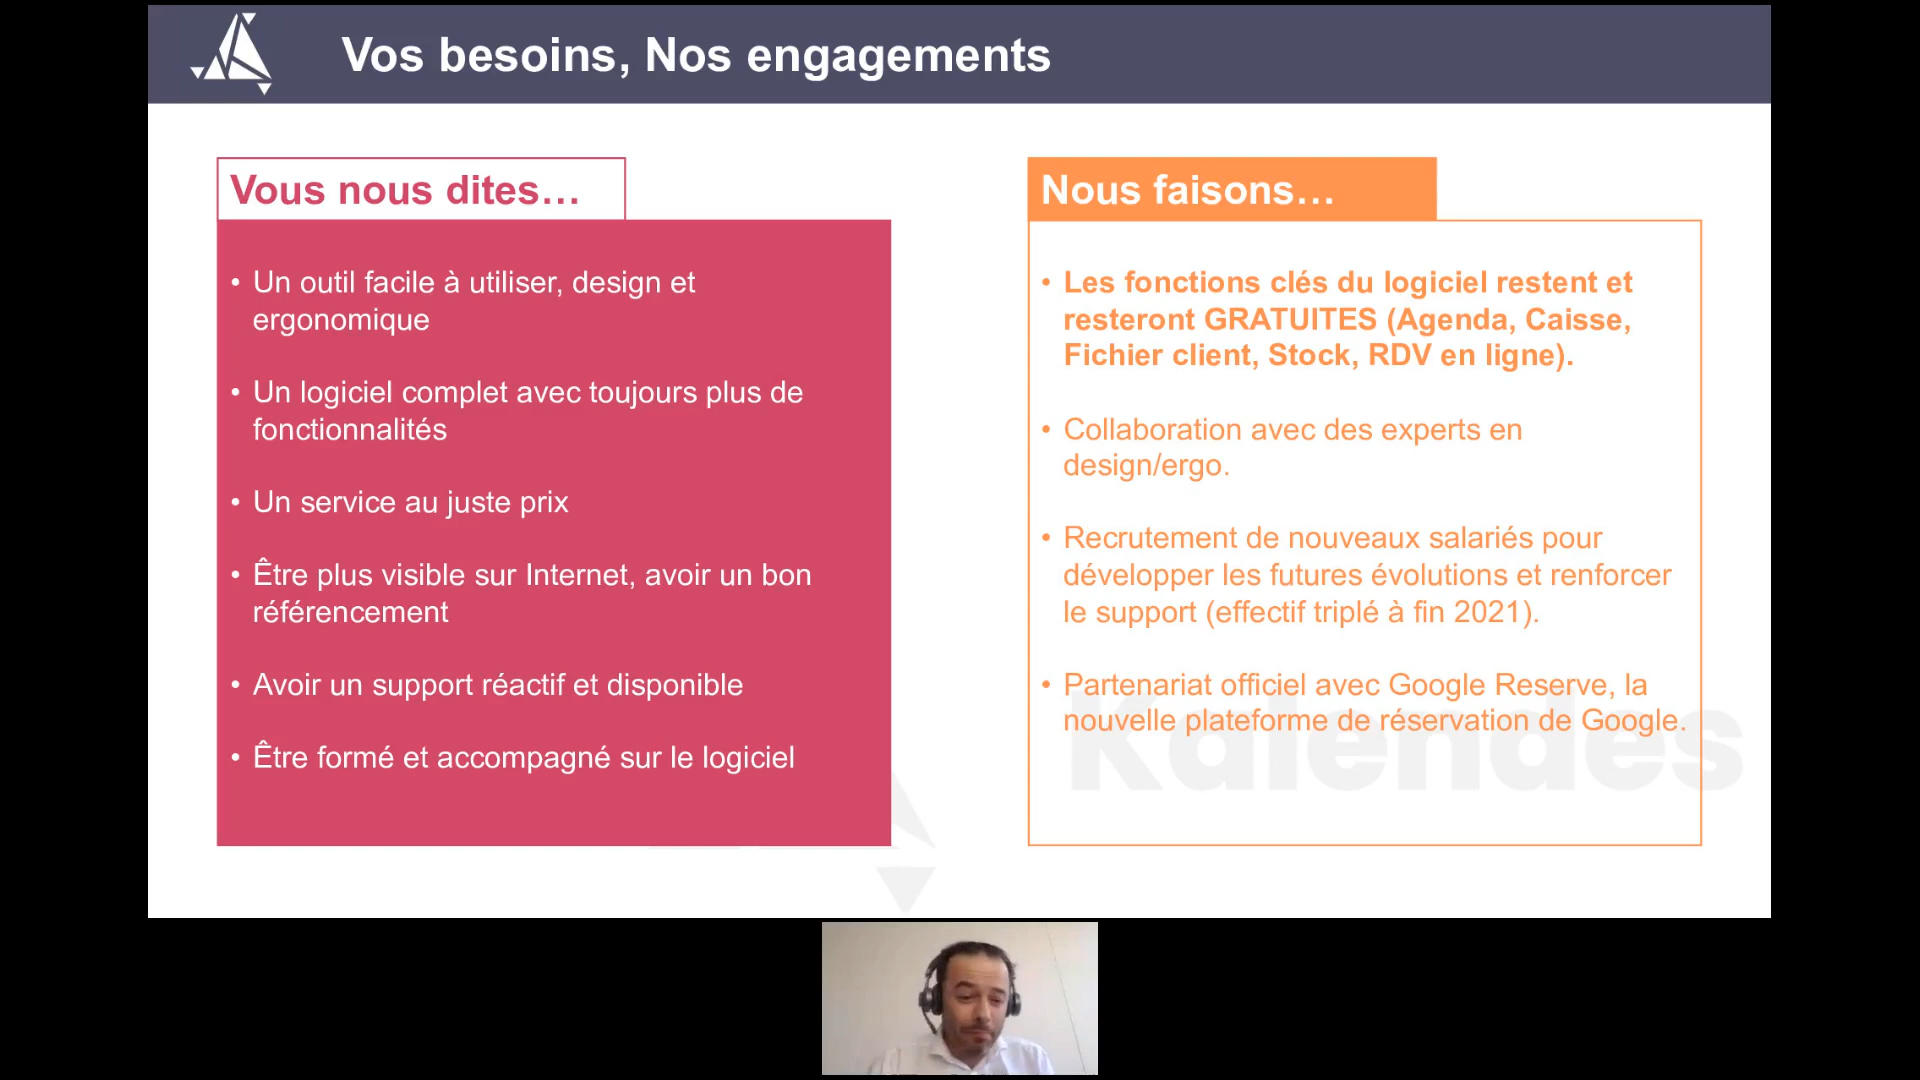 Vos besoins, Nos engagements
Vous nous dites…
• Un outil facile à utiliser, design et
ergonomique
• Un logiciel complet avec toujours plus de
fonctionnalités
• Un service au juste prix
• Être plus visible sur Internet, avoir un bon
référencement
• Avoir un support réactif et disponible
• Être formé et accompagné sur le logiciel
Nous faisons…
• Les fonctions clés du logiciel restent et
resteront GRATUITES (Agenda, Caisse,
Fichier client, Stock, RDV en ligne).
• Collaboration avec des experts en
design/ergo.
• Recrutement de nouveaux salariés pour
développer les futures évolutions et renforcer
le support (effectif triplé à fin 2021).
• Partenariat officiel avec Google Reserve, la
nouvelle plateforme de réservation de Google.
Kalendes